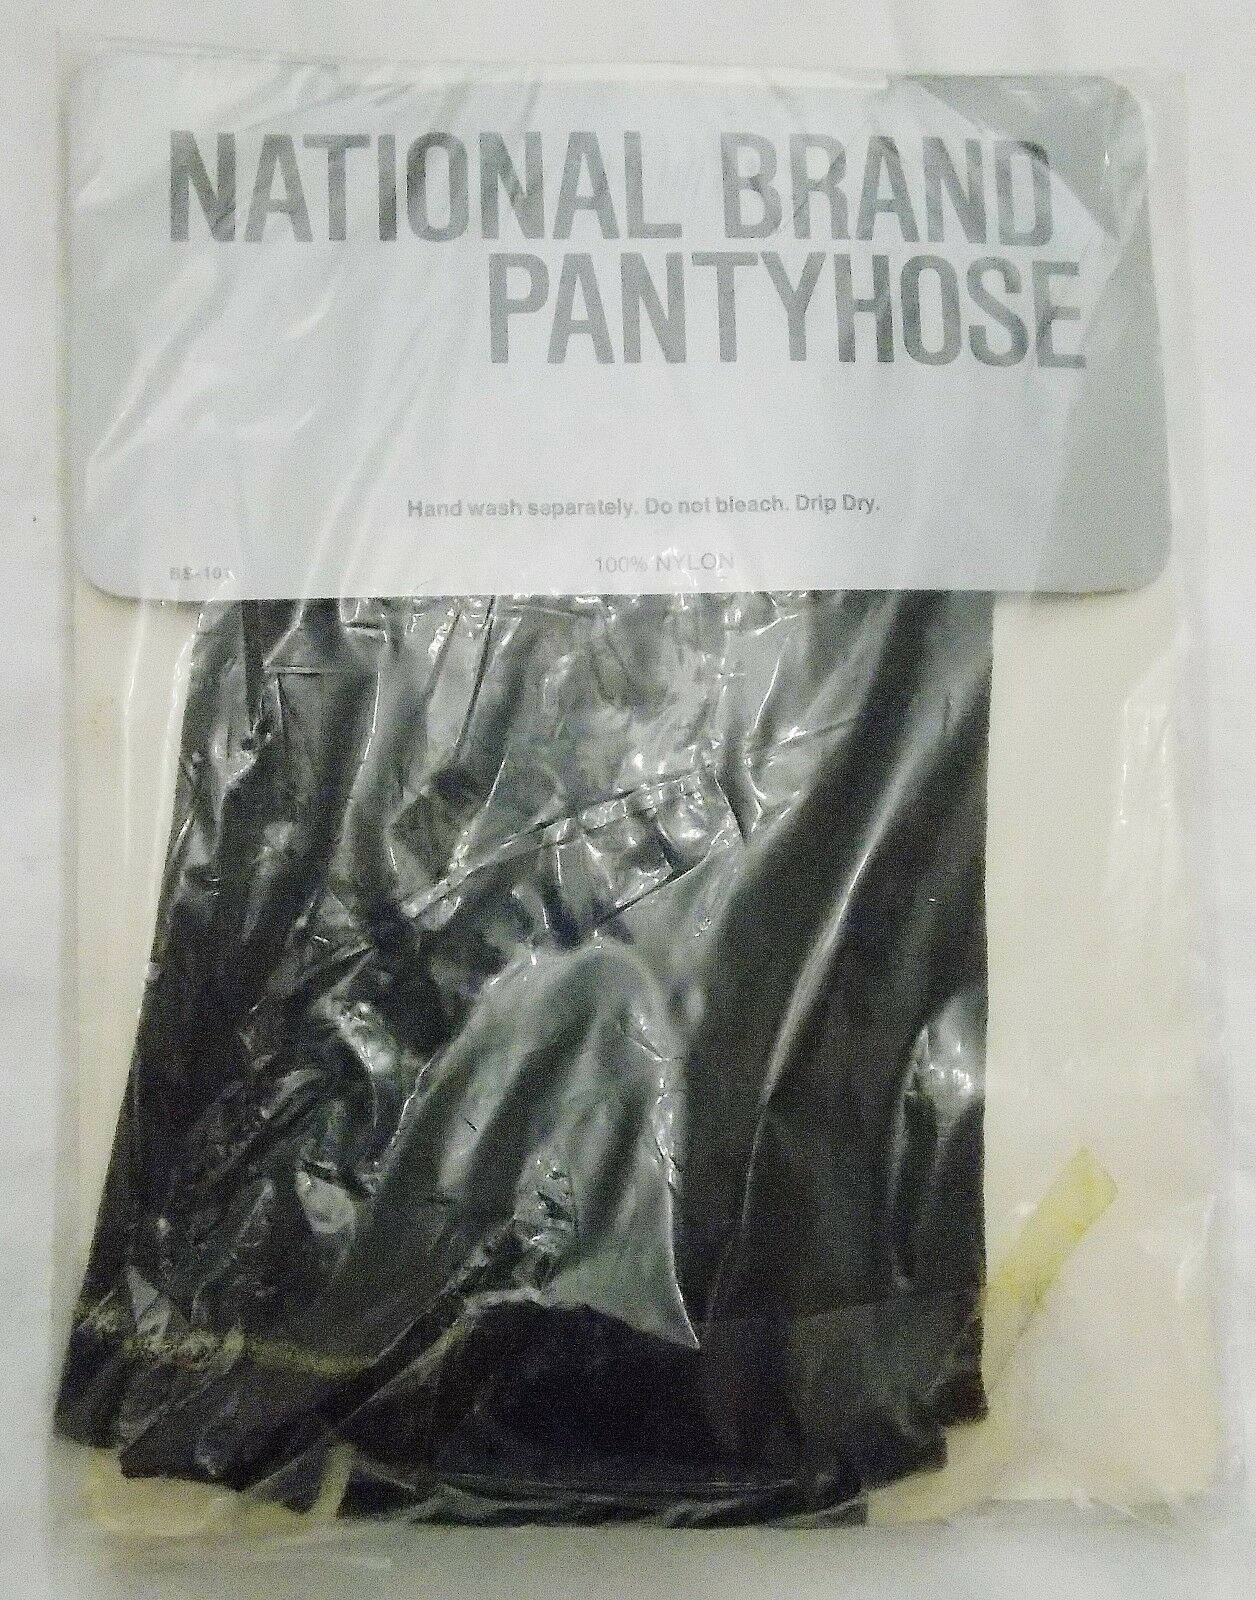 NATIONAL BRAND
PANTYHOSE
Hand wash separately. Do not bleach. Drip Dry.
100% NYLON